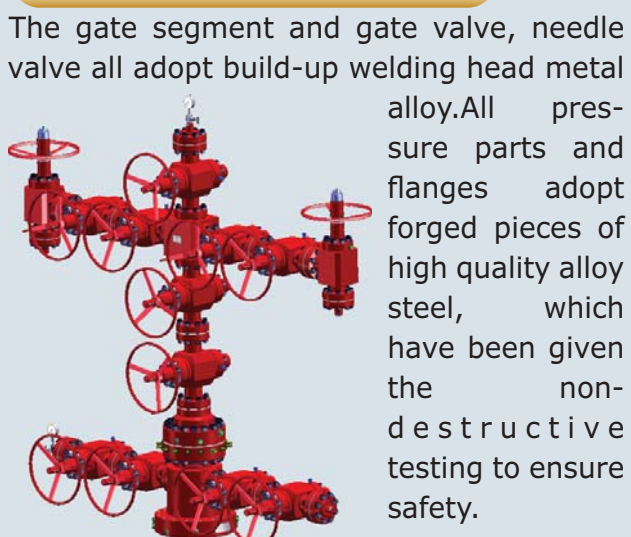 The gate segment and gate valve, needle
valve all adopt build-up welding head metal
alloy.All pres-
sure parts and
flanges adopt
forged pieces of
high quality alloy
steel, which
have been given
the non-
destructive
testing to ensure
safety.